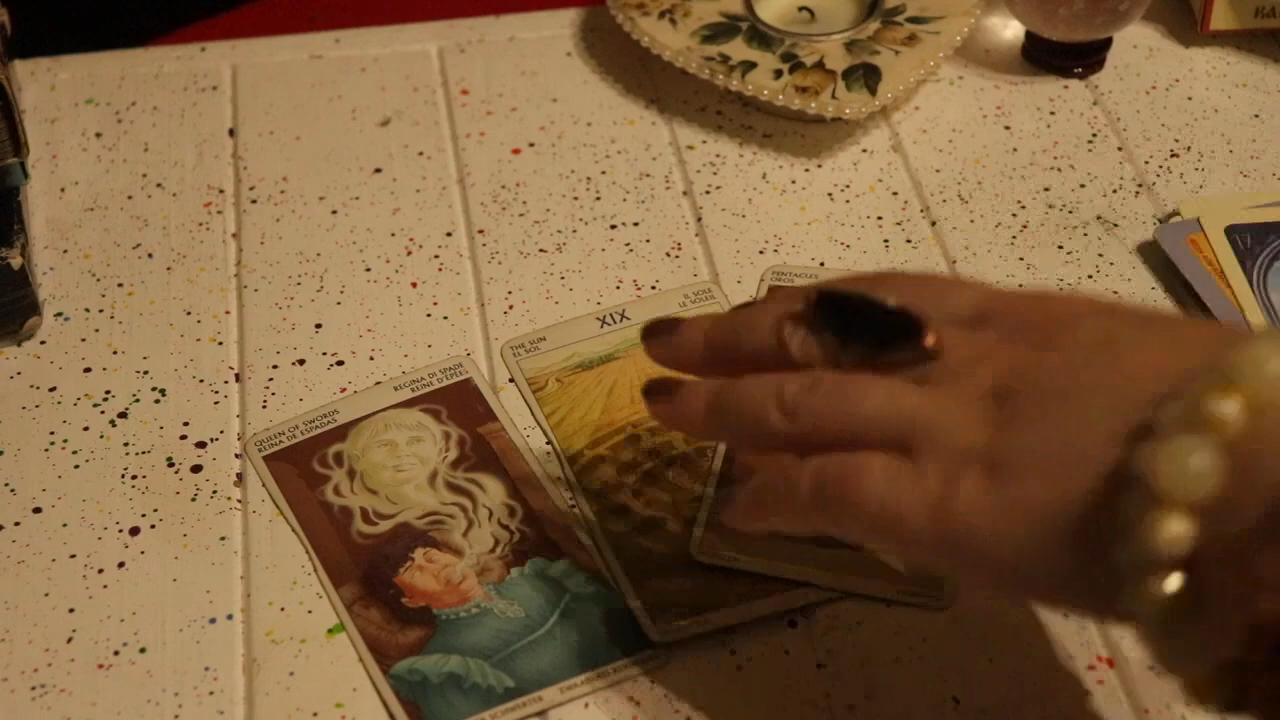 QUEEN OF SWORDS
REINA DE ESPADAS
REGINA DI SPADE
REINE D'ÉPÉES
THE SUN
EL SOL
XIX
IL SOLE
LE SOLEIL
PENTACLES
OROS
17